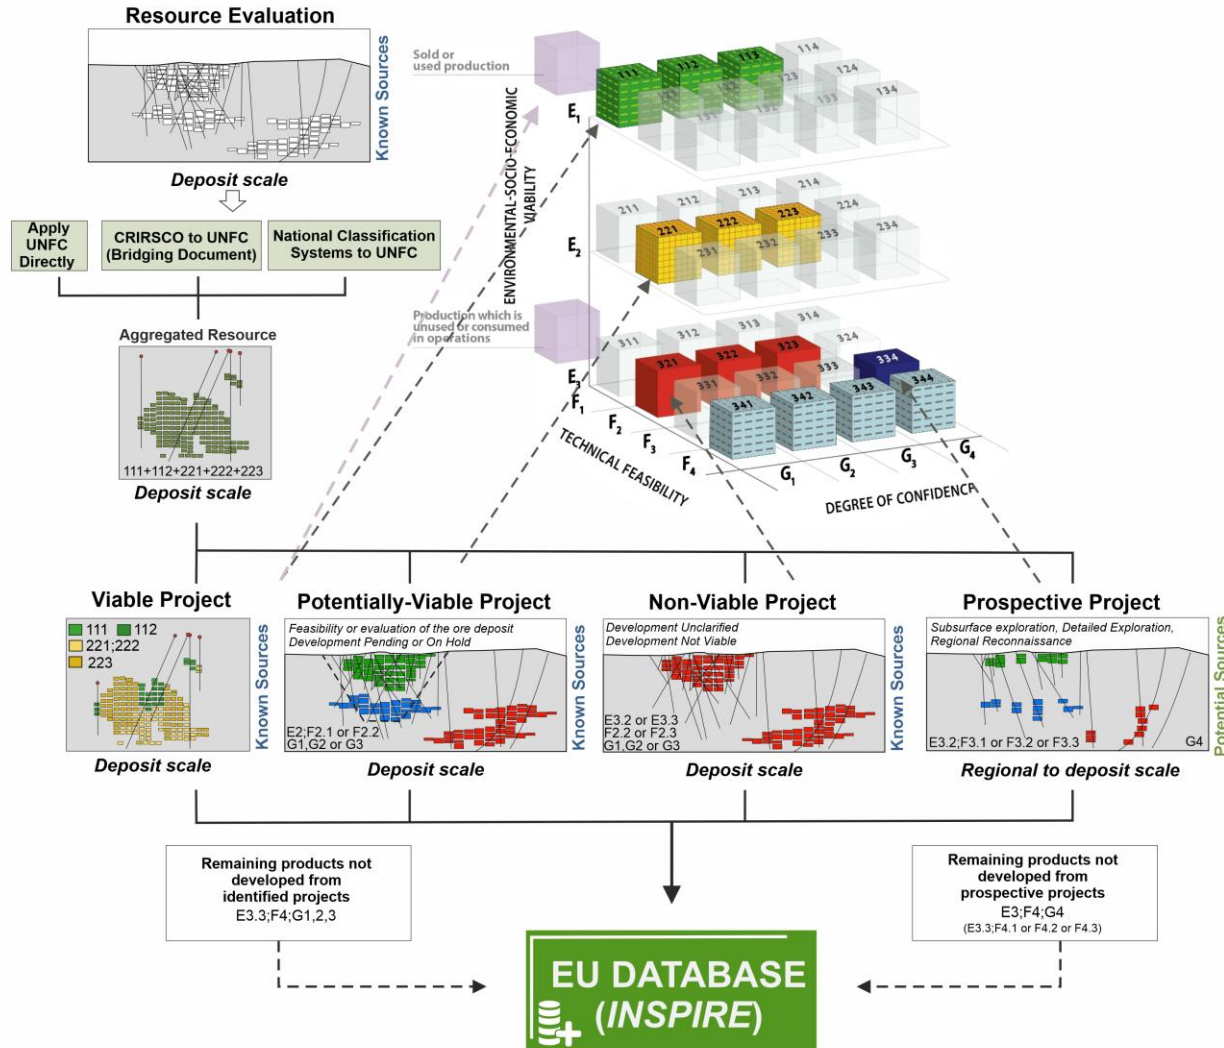 Resource Evaluation
Known Sources
Deposit scale
Apply
UNFC
Directly
CRIRSCO to UNFC
(Bridging Document)
National Classification
Systems to UNFC
Aggregated Resource
111+112+221+222+223
Deposit scale
Sold or
used production
Production which is
unused or consumed
in operations
ENVIRONMENTAL-SOCIO-ECONOMIC
VIABILITY
E1
E2
E3
F1
F2
F3
F4
G1
G2
G3
G4
TECHNICAL FEASIBILITY
DEGREE OF CONFIDENCE
111
112
113
114
123
124
131
132
133
134
211
212
213
214
221
222
223
224
231
232
233
234
311
312
313
314
321
322
323
324
331
332
333
334
341
342
343
344
Viable Project
111
112
221;222
223
Known Sources
Deposit scale
Potentially-Viable Project
Feasibility or evaluation of the ore deposit
Development Pending or On Hold
E2;F2.1 or F2.2
G1,G2 or G3
Known Sources
Deposit scale
Non-Viable Project
Development Unclarified
Development Not Viable
E3.2 or E3.3
F2.2 or F2.3
G1,G2 or G3
Known Sources
Deposit scale
Prospective Project
Subsurface exploration, Detailed Exploration,
Regional Reconnaissance
E3.2;F3.1 or F3.2 or F3.3
G4
Potential Sources
Regional to deposit scale
Remaining products not
developed from
identified projects
E3.3;F4;G1,2,3
Remaining products not
developed from
prospective projects
E3;F4;G4
(E3.3;F4.1 or F4.2 or F4.3)
EU DATABASE
(INSPIRE)